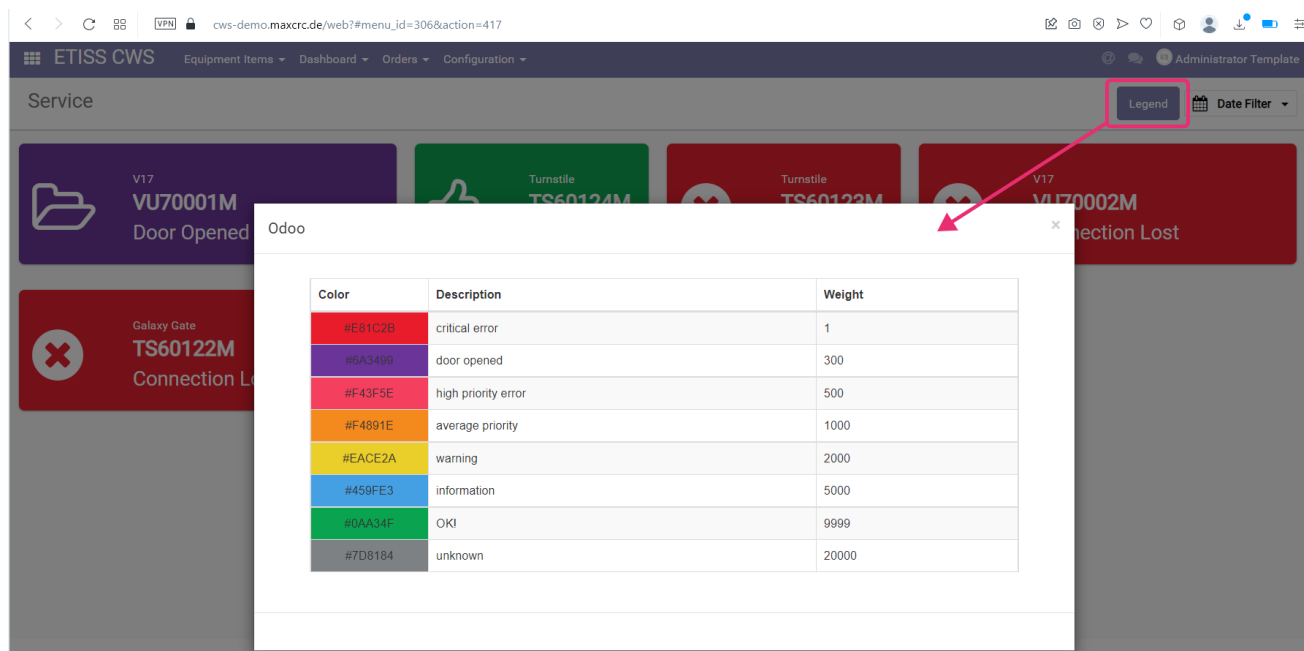 VPN cws-demo.maxcrc.de/web?#menu_id=306&action=417
ETISS CWS Equipment Items Dashboard Orders Configuration @ Administrator Template
Service Legend Date Filter
V17
VU70001M
Door Opened
Turnstile
TS60124M
Turnstile
TS60123M
V17
VU70002M
nection Lost
Galaxy Gate
TS60122M
Connection Lo
Odoo ×
Color Description Weight
#E81C2B critical error 1
#6A3499 door opened 300
#F43F5E high priority error 500
#F4891E average priority 1000
#EACE2A warning 2000
#459FE3 information 5000
#0AA34F OK! 9999
#7D8184 unknown 20000